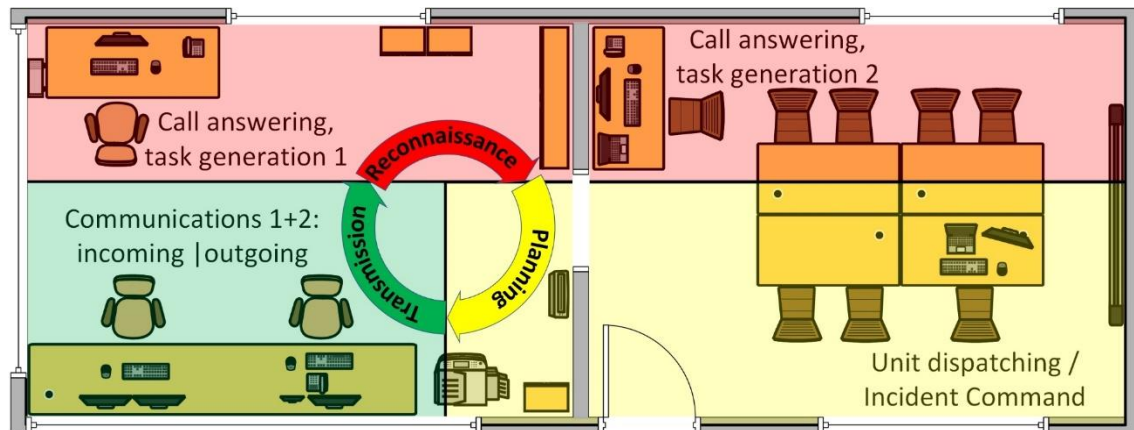 Call answering,
task generation 1
Call answering,
task generation 2
Reconnaissance
Planning
Transmission
Communications 1+2:
incoming |outgoing
Unit dispatching /
Incident Command